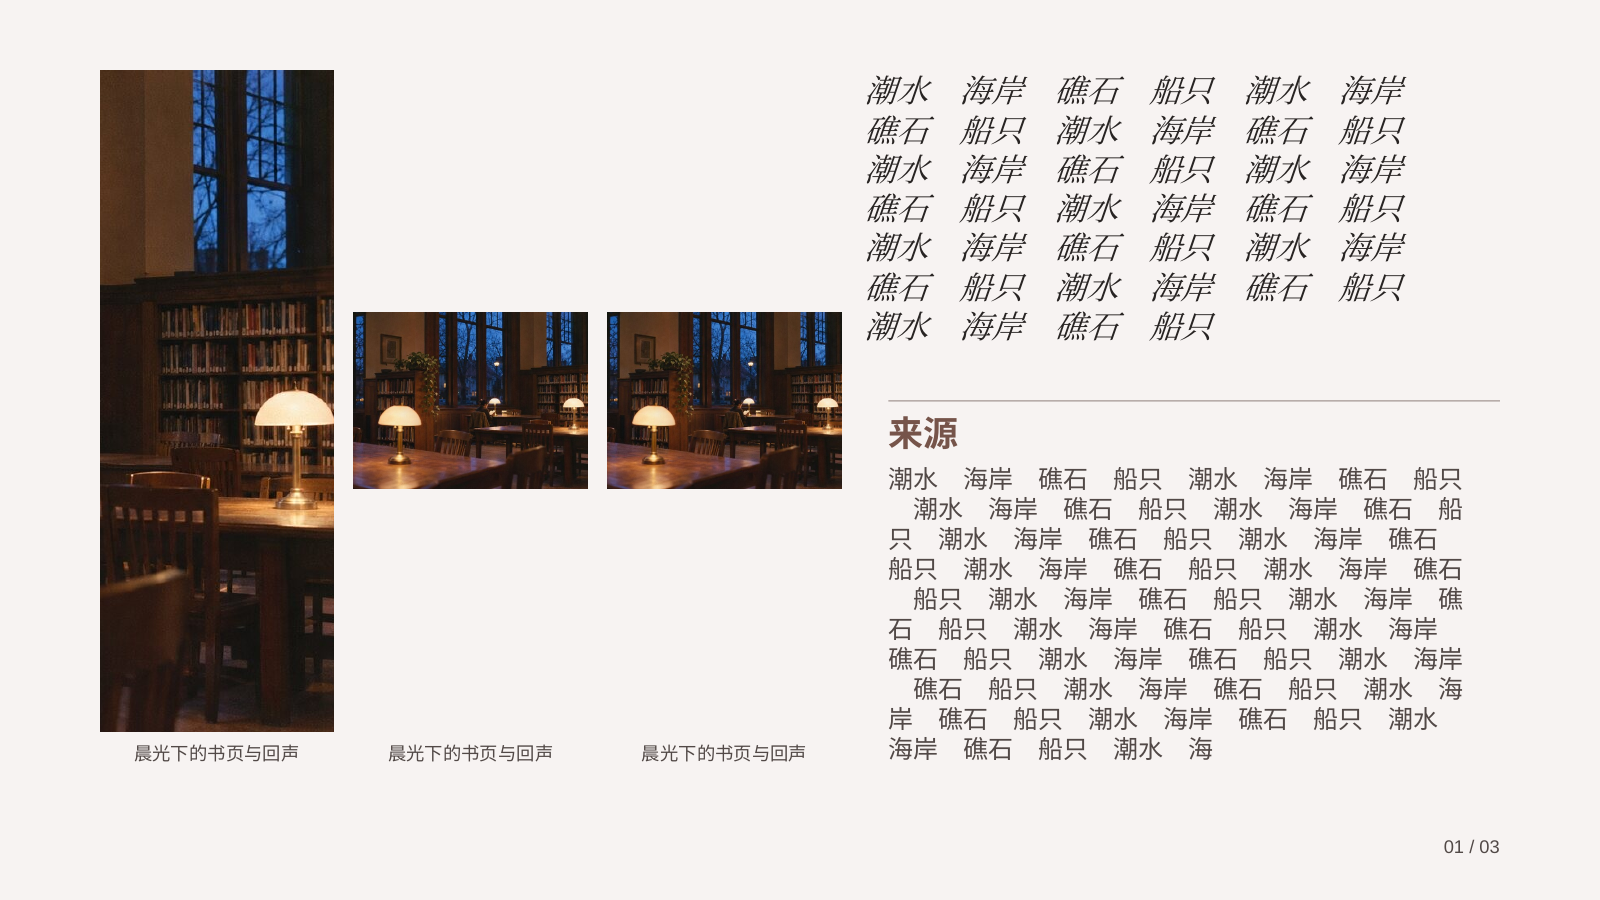 潮水　海岸　礁石　船只　潮水　海岸
礁石　船只　潮水　海岸　礁石　船只
潮水　海岸　礁石　船只　潮水　海岸
礁石　船只　潮水　海岸　礁石　船只
潮水　海岸　礁石　船只　潮水　海岸
礁石　船只　潮水　海岸　礁石　船只
潮水　海岸　礁石　船只
来源
潮水　海岸　礁石　船只　潮水　海岸　礁石　船只
　潮水　海岸　礁石　船只　潮水　海岸　礁石　船
只　潮水　海岸　礁石　船只　潮水　海岸　礁石
船只　潮水　海岸　礁石　船只　潮水　海岸　礁石
　船只　潮水　海岸　礁石　船只　潮水　海岸　礁
石　船只　潮水　海岸　礁石　船只　潮水　海岸
礁石　船只　潮水　海岸　礁石　船只　潮水　海岸
　礁石　船只　潮水　海岸　礁石　船只　潮水　海
岸　礁石　船只　潮水　海岸　礁石　船只　潮水
海岸　礁石　船只　潮水　海
晨光下的书页与回声
晨光下的书页与回声
晨光下的书页与回声
01 / 03